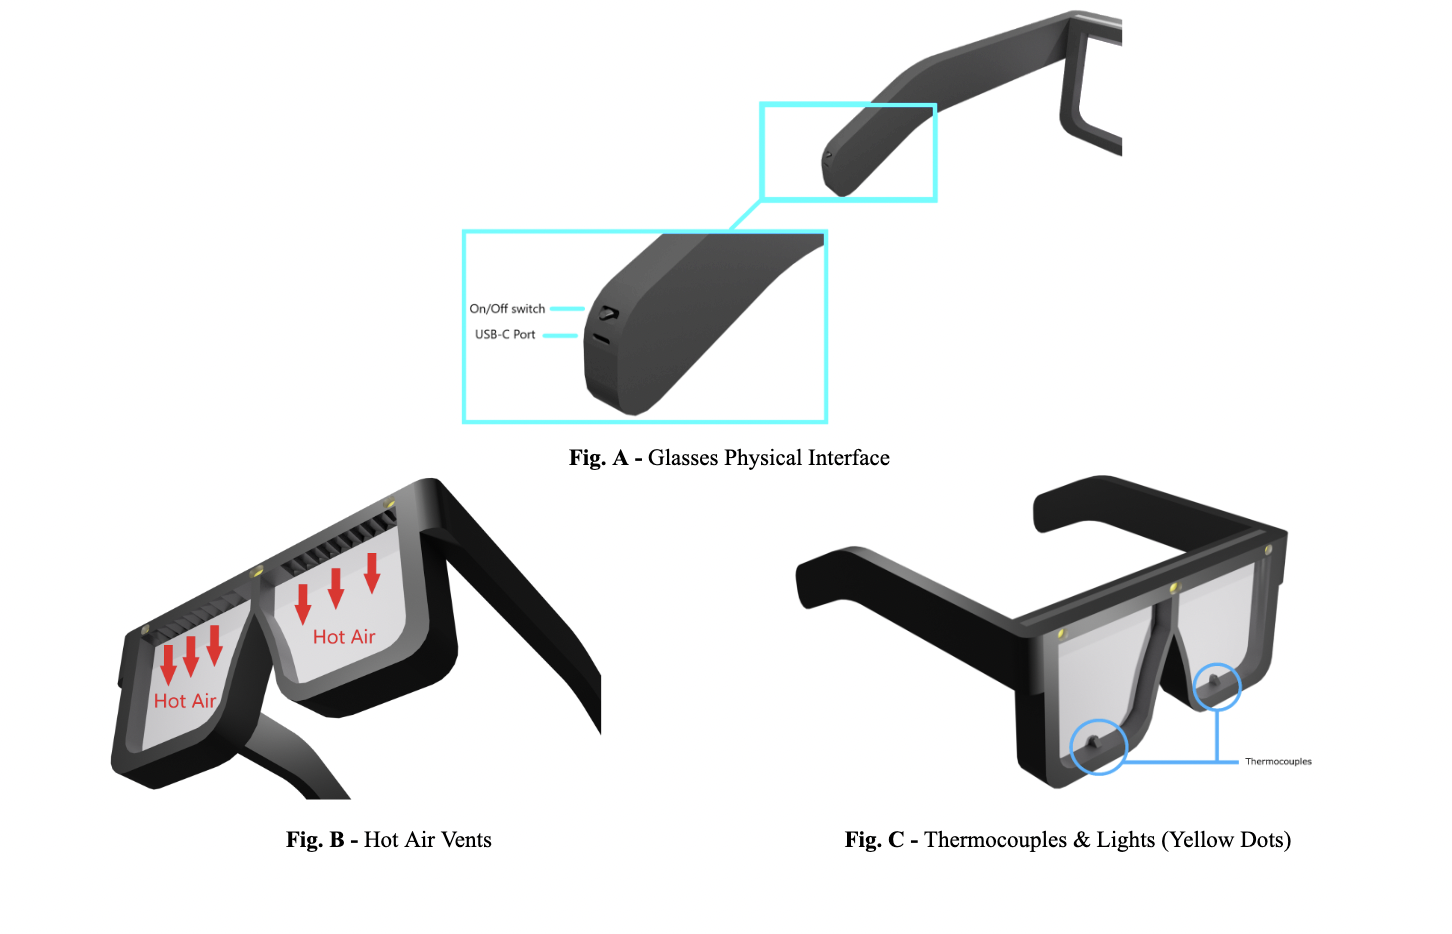 On/Off switch
USB-C Port
Fig. A - Glasses Physical Interface
Hot Air
Hot Air
Thermocouples
Fig. B - Hot Air Vents
Fig. C - Thermocouples & Lights (Yellow Dots)